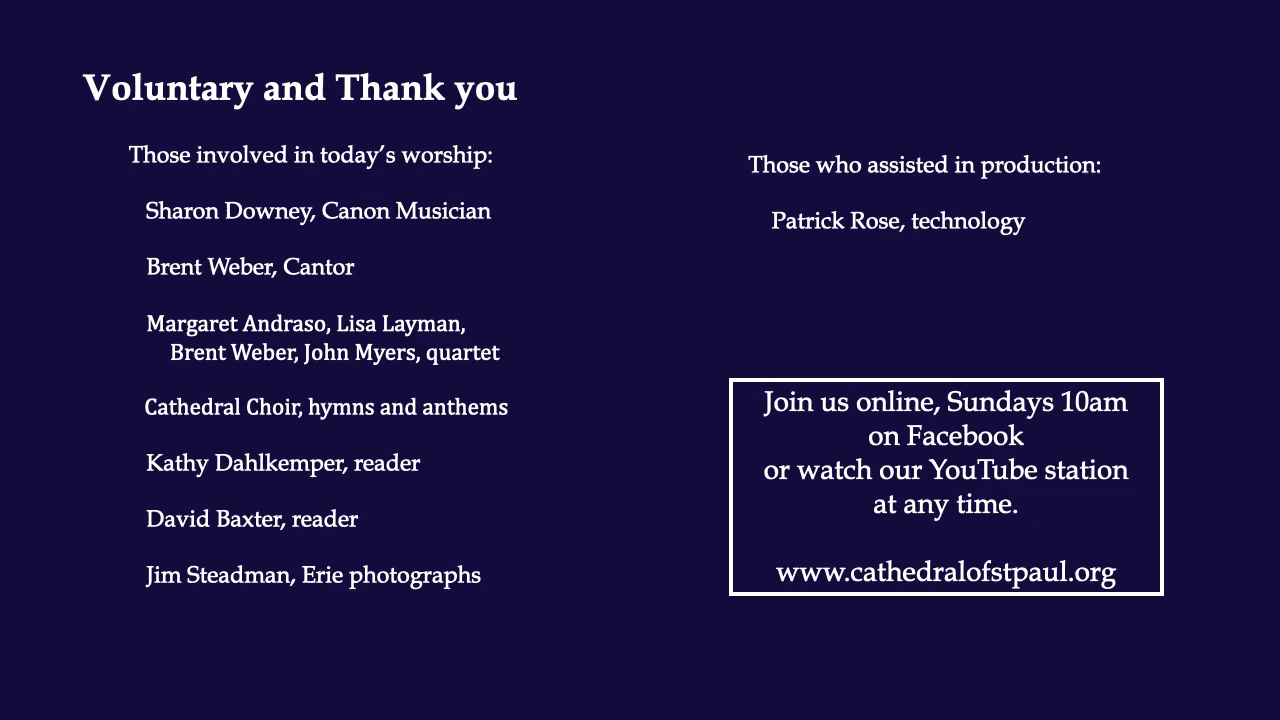 Voluntary and Thank you
Those involved in today’s worship:
Sharon Downey, Canon Musician
Brent Weber, Cantor
Margaret Andraso, Lisa Layman,
Brent Weber, John Myers, quartet
Cathedral Choir, hymns and anthems
Kathy Dahlkemper, reader
David Baxter, reader
Jim Steadman, Erie photographs
Those who assisted in production:
Patrick Rose, technology
Join us online, Sundays 10am
on Facebook
or watch our YouTube station
at any time.
www.cathedralofstpaul.org